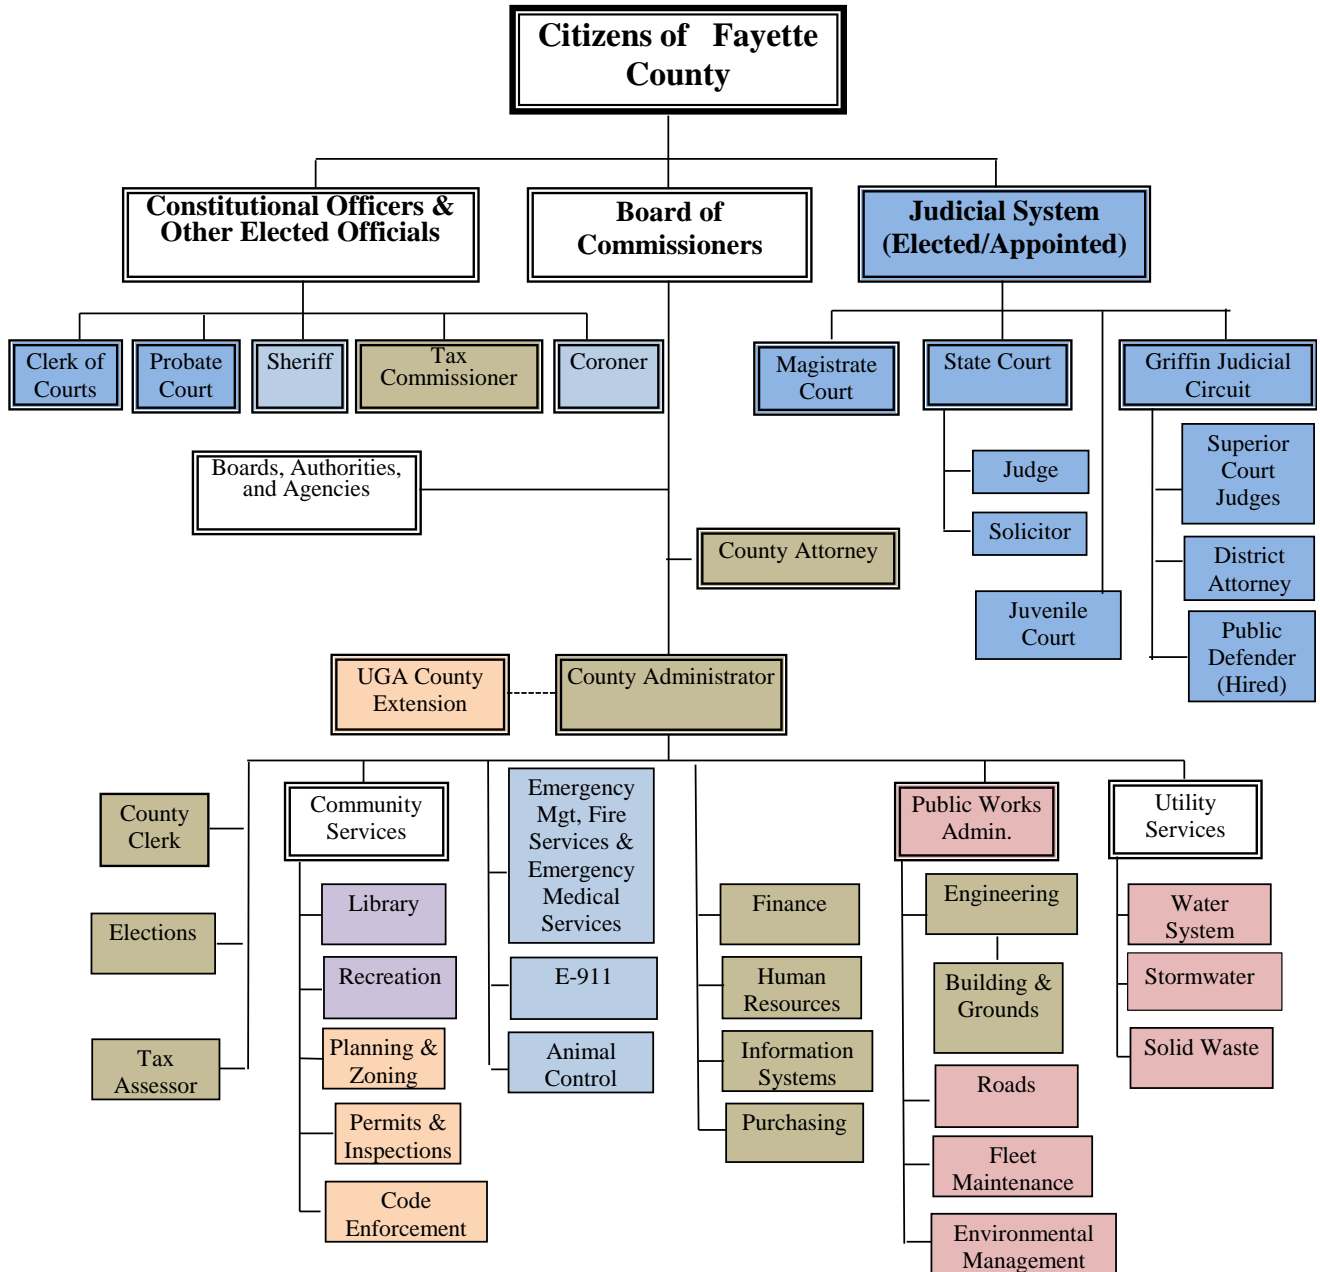 Citizens of Fayette
County
Constitutional Officers &
Other Elected Officials
Board of
Commissioners
Judicial System
(Elected/Appointed)
Clerk of
Courts
Probate
Court
Sheriff
Tax
Commissioner
Coroner
Magistrate
Court
State Court
Griffin Judicial
Circuit
Boards, Authorities,
and Agencies
Judge
Solicitor
Superior
Court
Judges
County Attorney
District
Attorney
Juvenile
Court
Public
Defender
(Hired)
UGA County
Extension
County Administrator
County
Clerk
Elections
Tax
Assessor
Community
Services
Library
Recreation
Planning &
Zoning
Permits &
Inspections
Code
Enforcement
Emergency
Mgt, Fire
Services &
Emergency
Medical
Services
E-911
Animal
Control
Finance
Human
Resources
Information
Systems
Purchasing
Public Works
Admin.
Engineering
Building &
Grounds
Roads
Fleet
Maintenance
Environmental
Management
Utility
Services
Water
System
Stormwater
Solid Waste